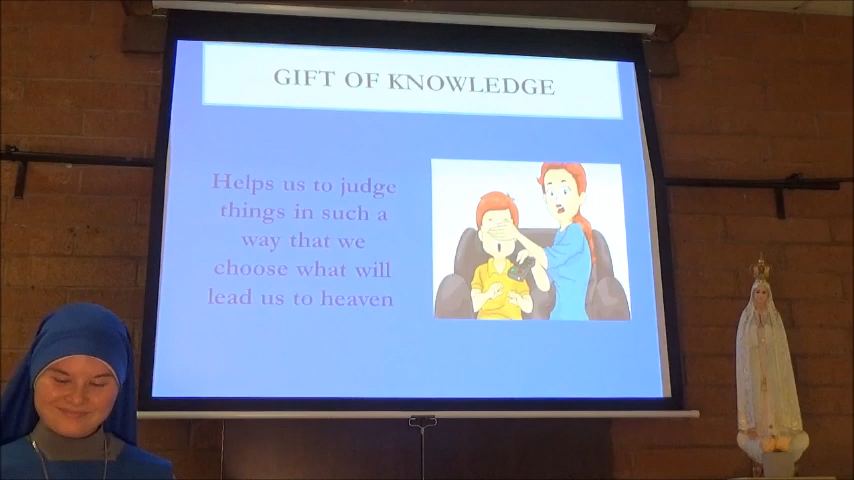 GIFT OF KNOWLEDGE
Helps us to judge
things in such a
way that we
choose what will
lead us to heaven